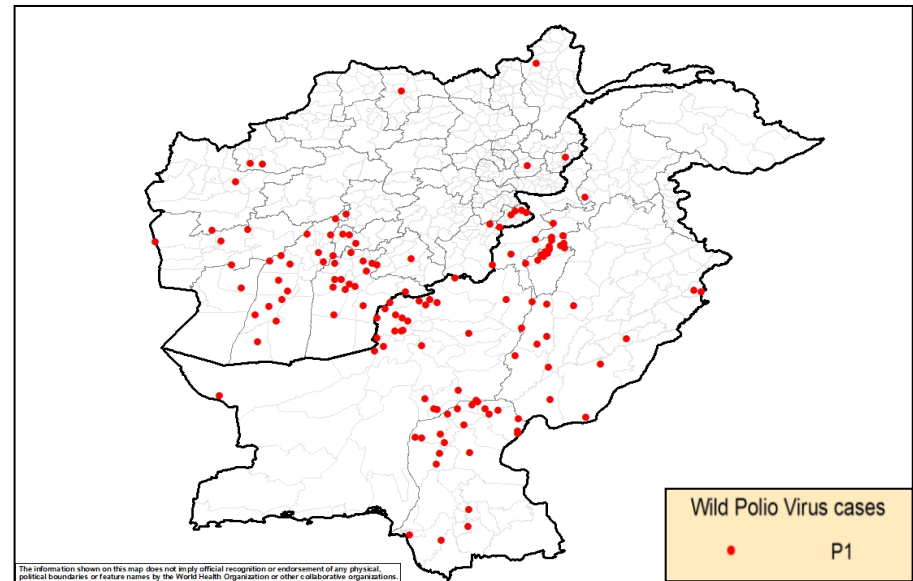 Wild Polio Virus cases
P1
The information shown on this map does not imply official recognition or endorsement of any physical,
political boundaries or feature names by the World Health Organization or other collaborative organizations.